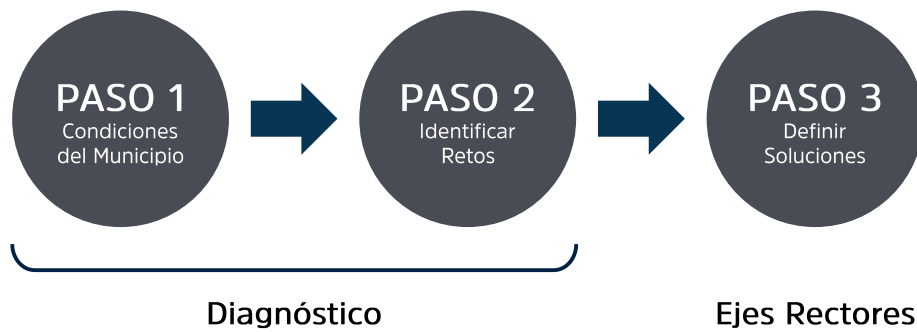 PASO 1
Condiciones
del Municipio
PASO 2
Identificar
Retos
PASO 3
Definir
Soluciones
Diagnóstico
Ejes Rectores